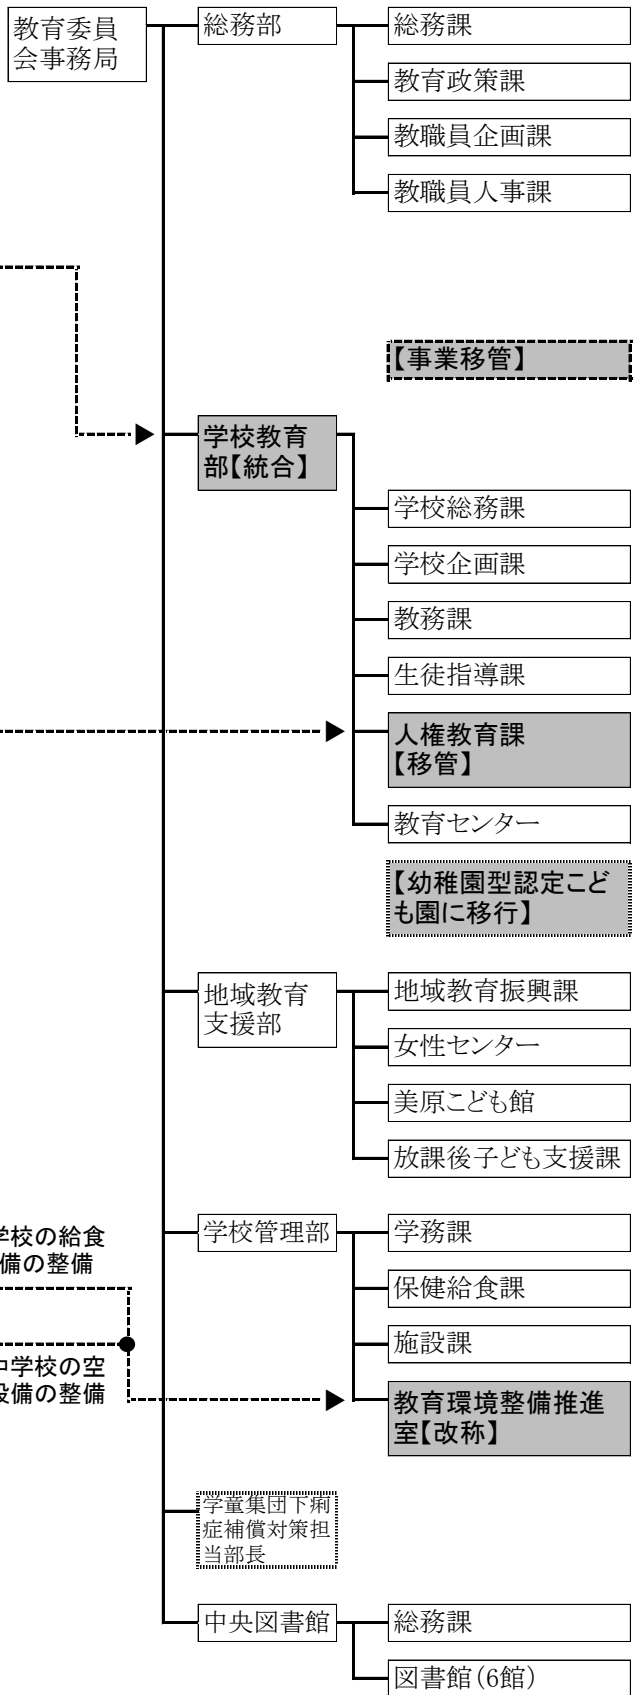 教育委員
会事務局
総務部
総務課
教育政策課
教職員企画課
教職員人事課
【事業移管】
学校教育
部【統合】
学校総務課
学校企画課
教務課
生徒指導課
人権教育課
【移管】
教育センター
【幼稚園型認定こど
も園に移行】
地域教育
支援部
地域教育振興課
女性センター
美原こども館
放課後子ども支援課
学校の給食
備の整備
中学校の空
設備の整備
学校管理部
学務課
保健給食課
施設課
教育環境整備推進
室【改称】
学童集団下痢
症補償対策担
当部長
中央図書館
総務課
図書館（6館）